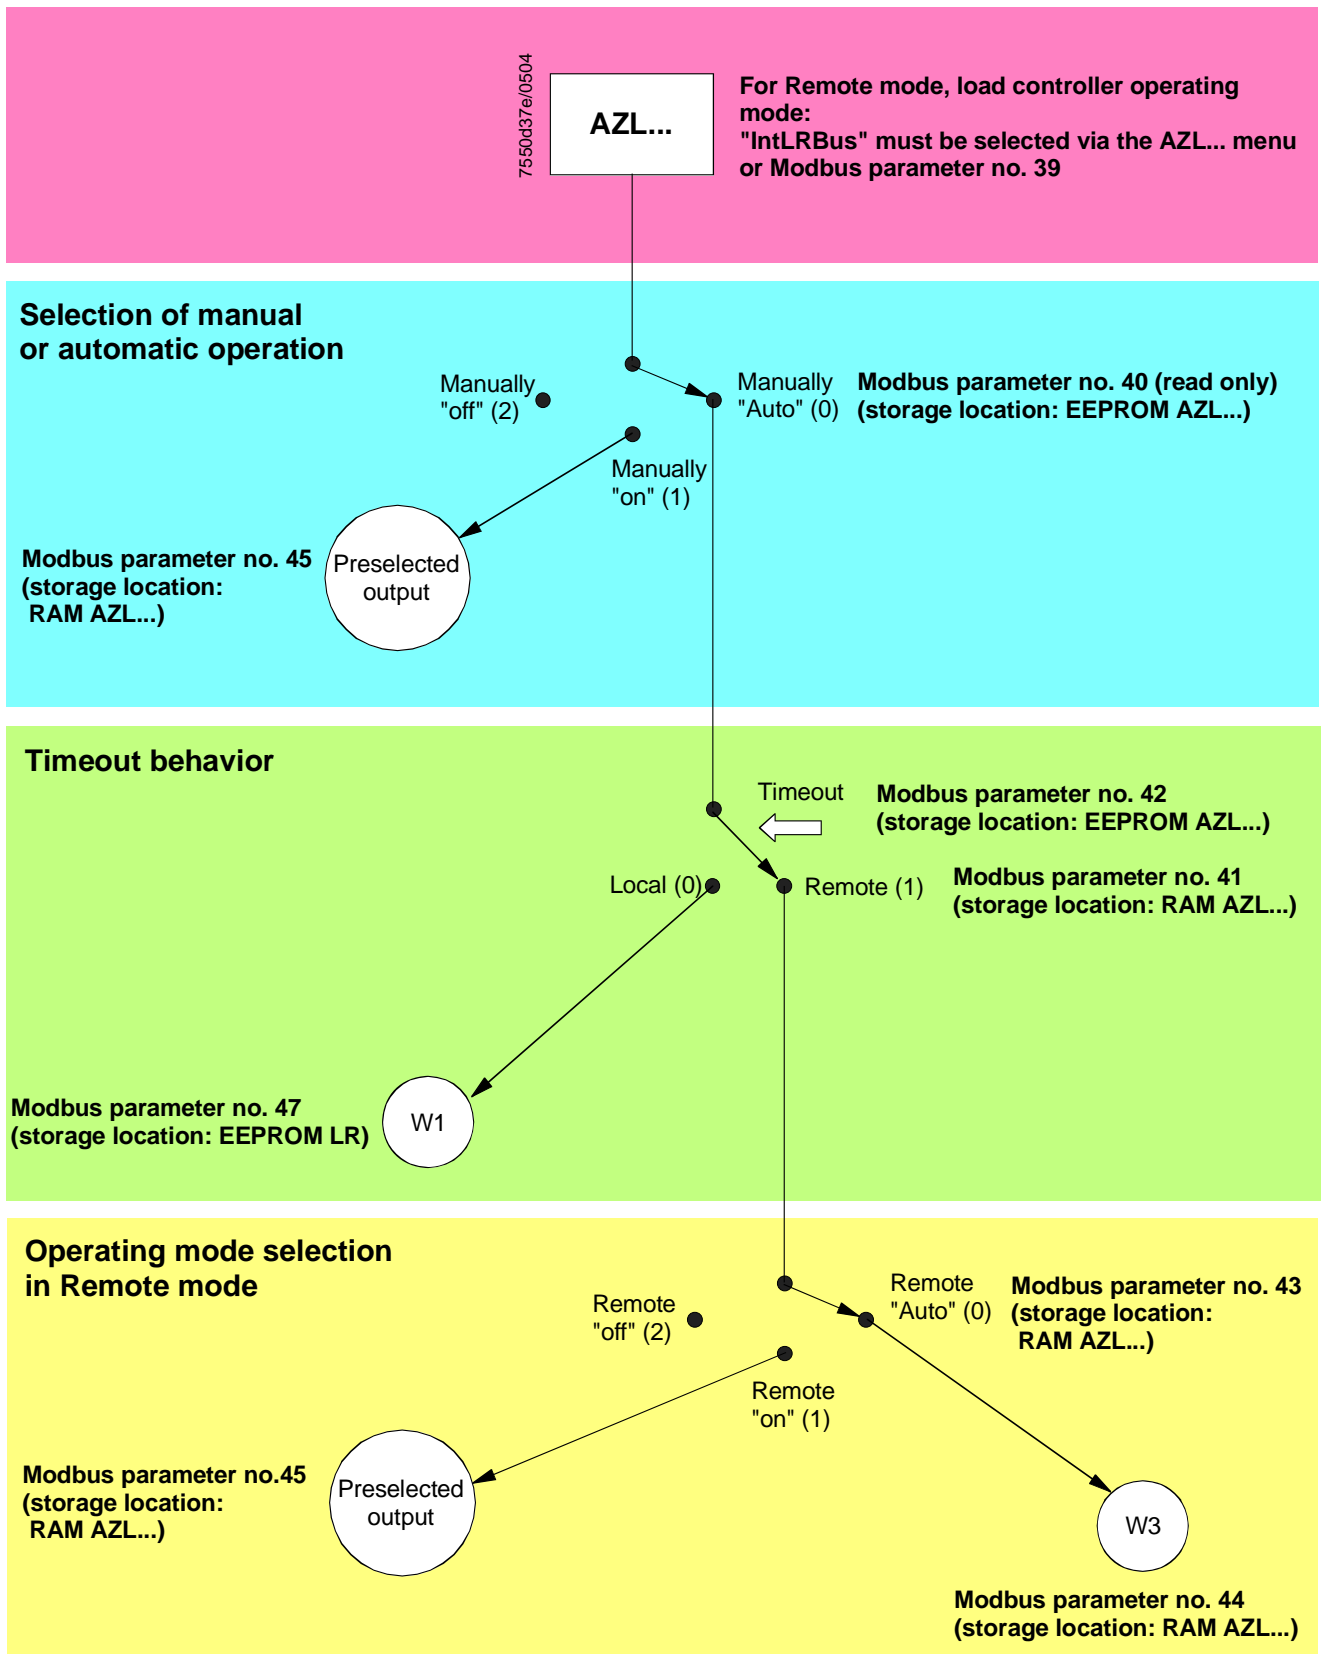 7550d37e/0504
AZL...
For Remote mode, load controller operating
mode:
"IntLRBus" must be selected via the AZL... menu
or Modbus parameter no. 39
Selection of manual
or automatic operation
Manually
"off" (2)
Manually
"Auto" (0)
Modbus parameter no. 40 (read only)
(storage location: EEPROM AZL...)
Manually
"on" (1)
Modbus parameter no. 45
(storage location:
RAM AZL...)
Preselected
output
Timeout behavior
Timeout
Modbus parameter no. 42
(storage location: EEPROM AZL...)
Local (0)
Remote (1)
Modbus parameter no. 41
(storage location: RAM AZL...)
Modbus parameter no. 47
(storage location: EEPROM LR)
W1
Operating mode selection
in Remote mode
Remote
"off" (2)
Remote
"Auto" (0)
Modbus parameter no. 43
(storage location:
RAM AZL...)
Remote
"on" (1)
Modbus parameter no.45
(storage location:
RAM AZL...)
Preselected
output
W3
Modbus parameter no. 44
(storage location: RAM AZL...)